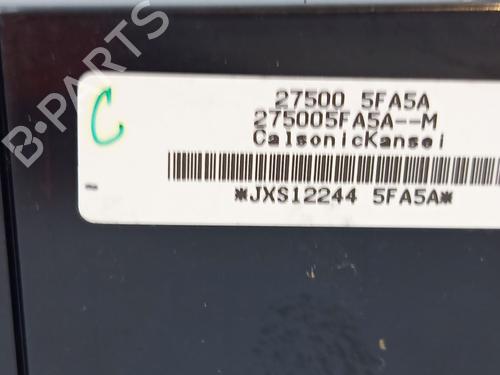 B-PARTS
C
27500 5FA5A
275005FA5A--M
CalsonicKansei
-
*JXS12244 5FA5A*